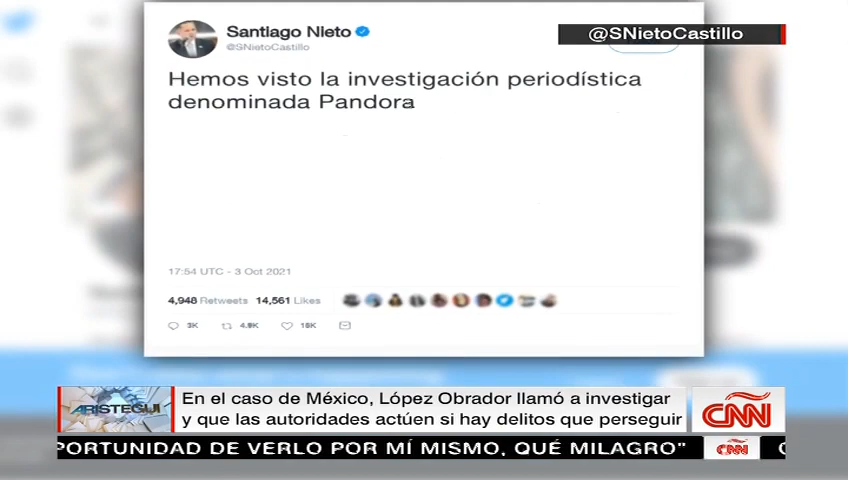 Santiago Nieto
@SNietoCastillo
@SNietoCastillo
Hemos visto la investigación periodística
denominada Pandora
17:54 UTC - 3 Oct 2021
4,948 Retweets 14,561 Likes
3K 4.9K 15K
ARISTEGUI
En el caso de México, López Obrador llamó a investigar
y que las autoridades actúen si hay delitos que perseguir
CNN
PORTUNIDAD DE VERLO POR MÍ MISMO, QUÉ MILAGRO"
CNN